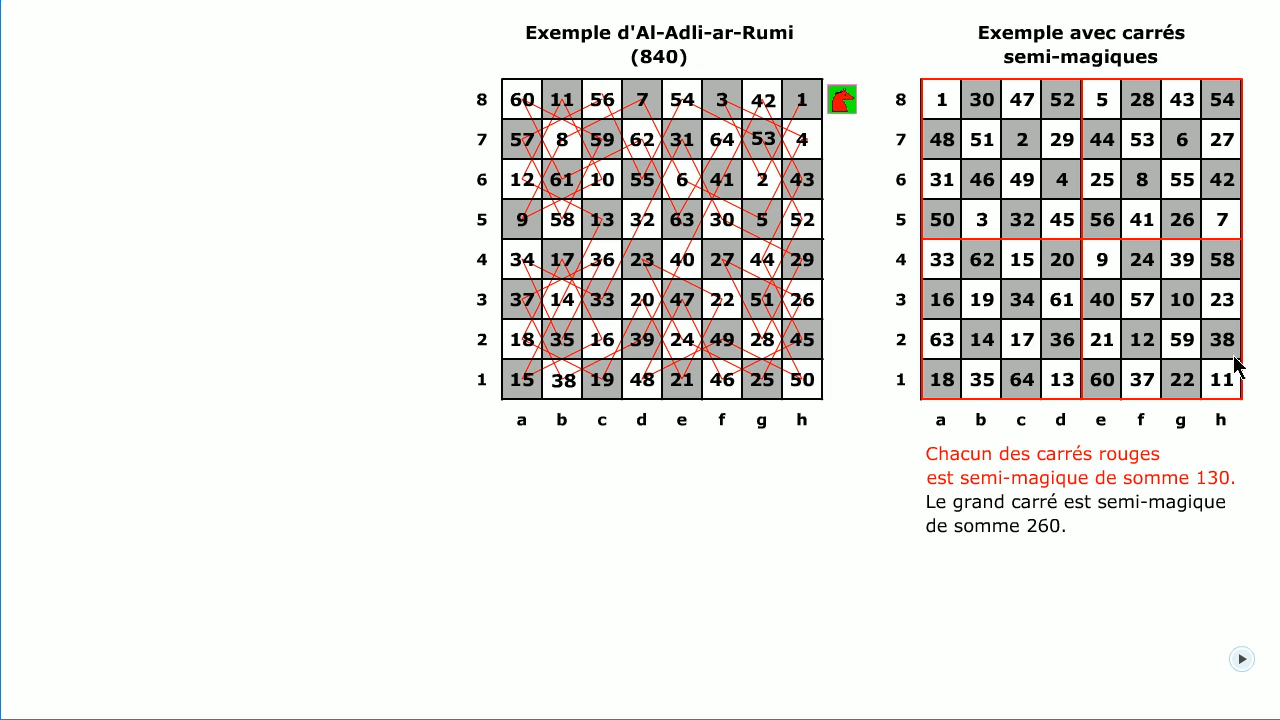 Exemple d'Al-Adli-ar-Rumi
(840)
8 60 11 56 7 54 3 42 1
7 57 8 59 62 31 64 53 4
6 12 61 10 55 6 41 2 43
5 9 58 13 32 63 30 5 52
4 34 17 36 23 40 27 44 29
3 37 14 33 20 47 22 51 26
2 18 35 16 39 24 49 28 45
1 15 38 19 48 21 46 25 50
a b c d e f g h
Exemple avec carrés
semi-magiques
8 1 30 47 52 5 28 43 54
7 48 51 2 29 44 53 6 27
6 31 46 49 4 25 8 55 42
5 50 3 32 45 56 41 26 7
4 33 62 15 20 9 24 39 58
3 16 19 34 61 40 57 10 23
2 63 14 17 36 21 12 59 38
1 18 35 64 13 60 37 22 11
a b c d e f g h
Chacun des carrés rouges
est semi-magique de somme 130.
Le grand carré est semi-magique
de somme 260.